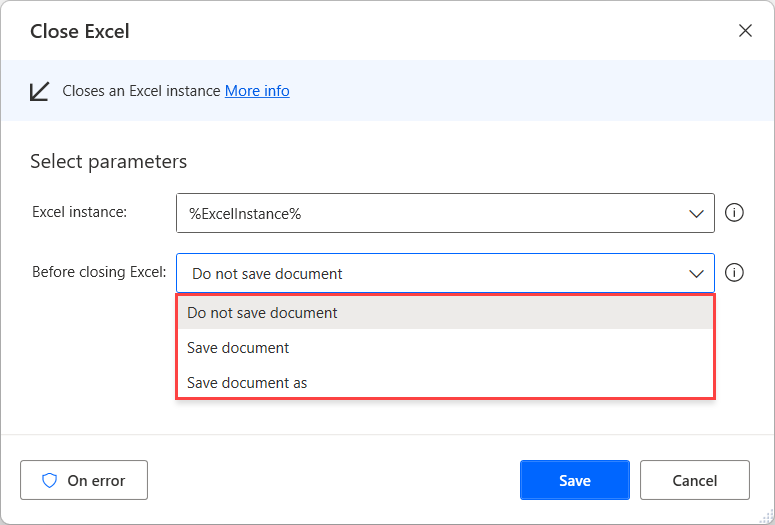 Close Excel
Closes an Excel instance More info
Select parameters
Excel instance: %ExcelInstance%
Before closing Excel: Do not save document
Do not save document
Save document
Save document as
On error Save Cancel